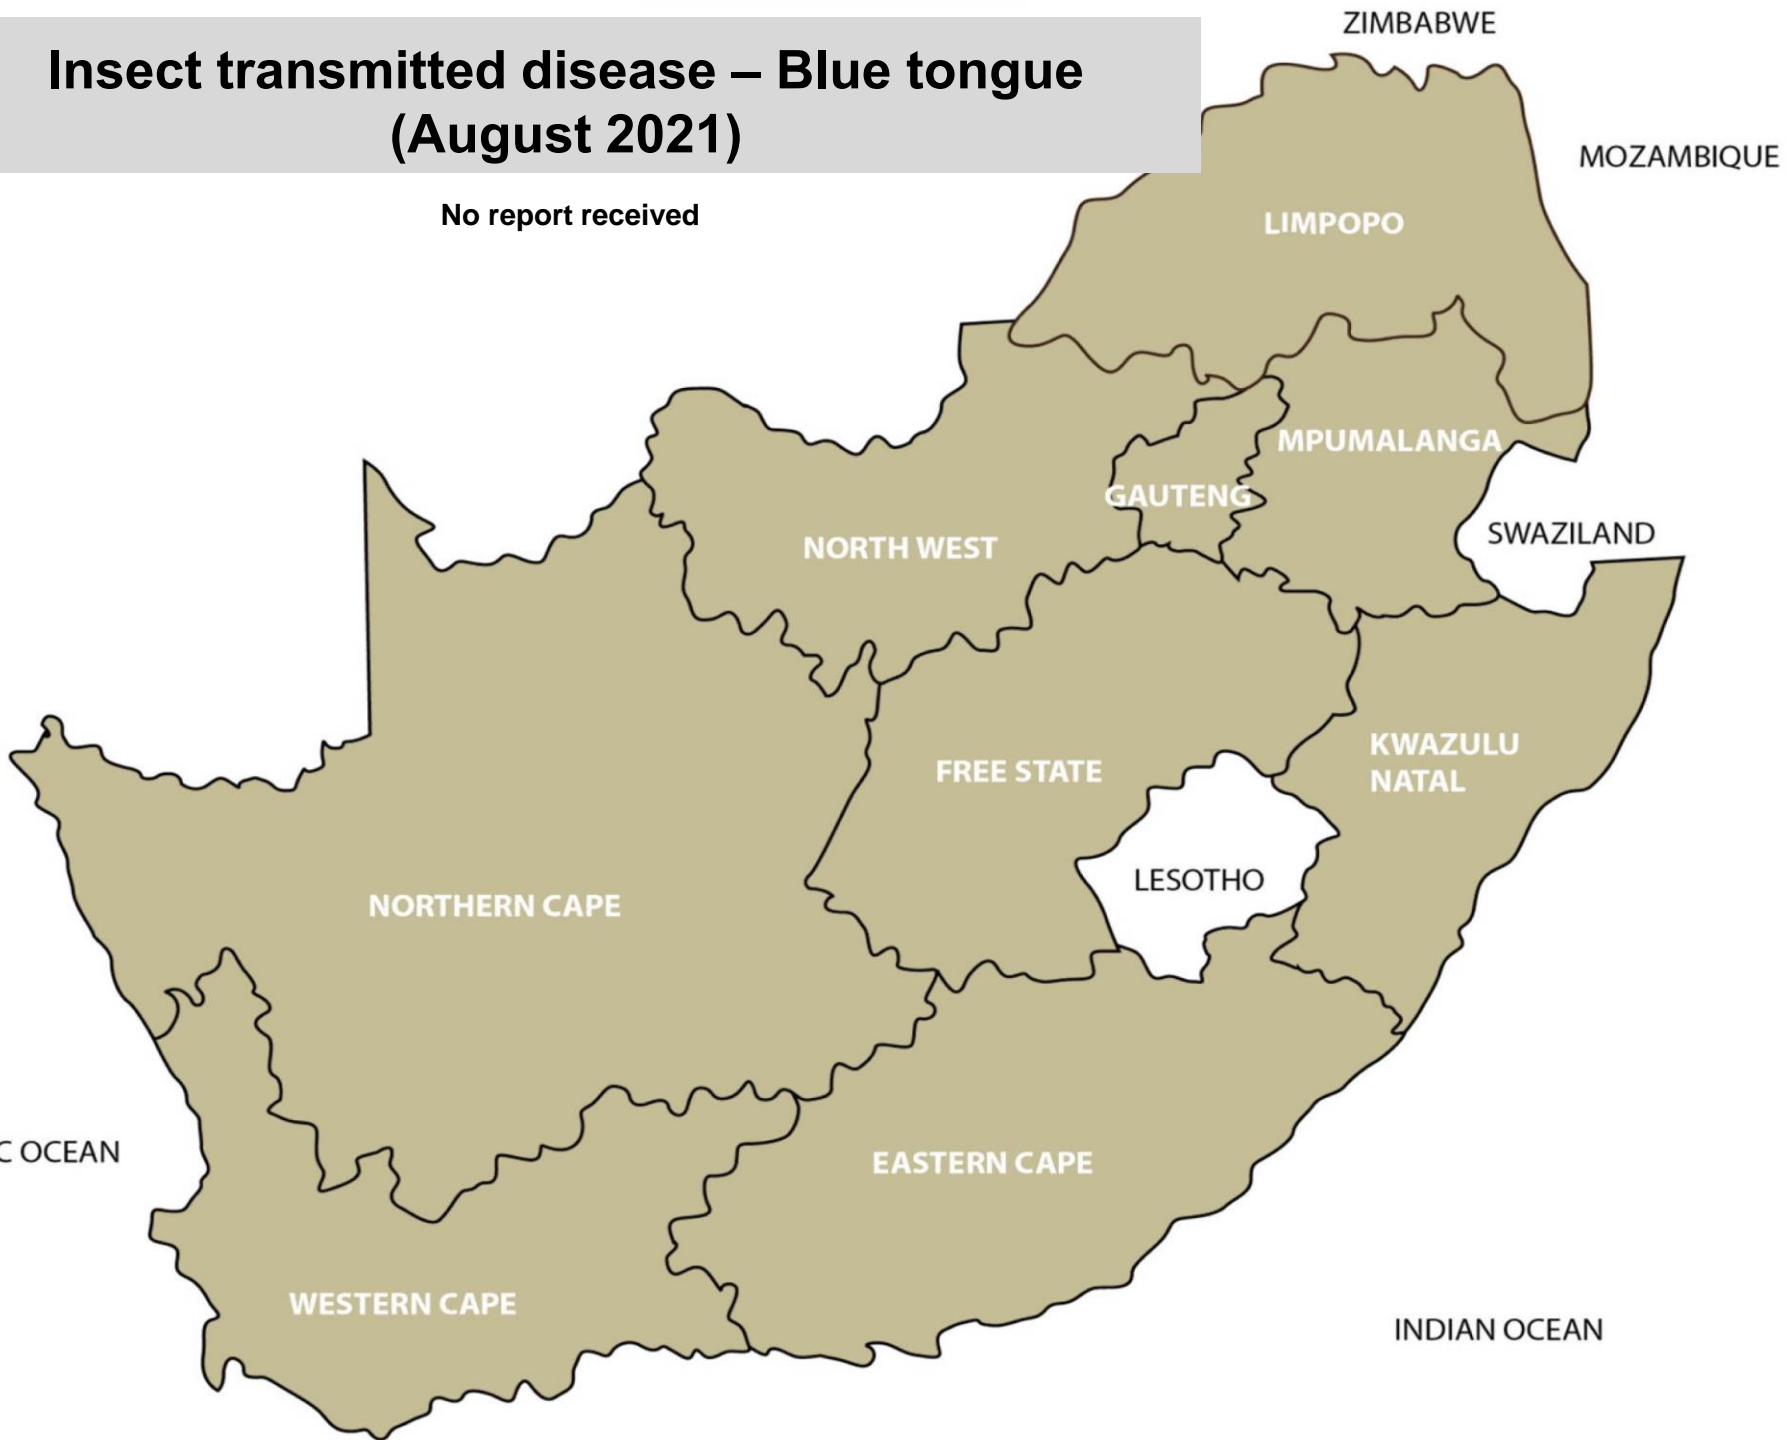 ZIMBABWE
Insect transmitted disease – Blue tongue
(August 2021)
MOZAMBIQUE
No report received
LIMPOPO
MPUMALANGA
GAUTENG
SWAZILAND
NORTH WEST
KWAZULU
NATAL
FREE STATE
LESOTHO
NORTHERN CAPE
C OCEAN
EASTERN CAPE
WESTERN CAPE
INDIAN OCEAN